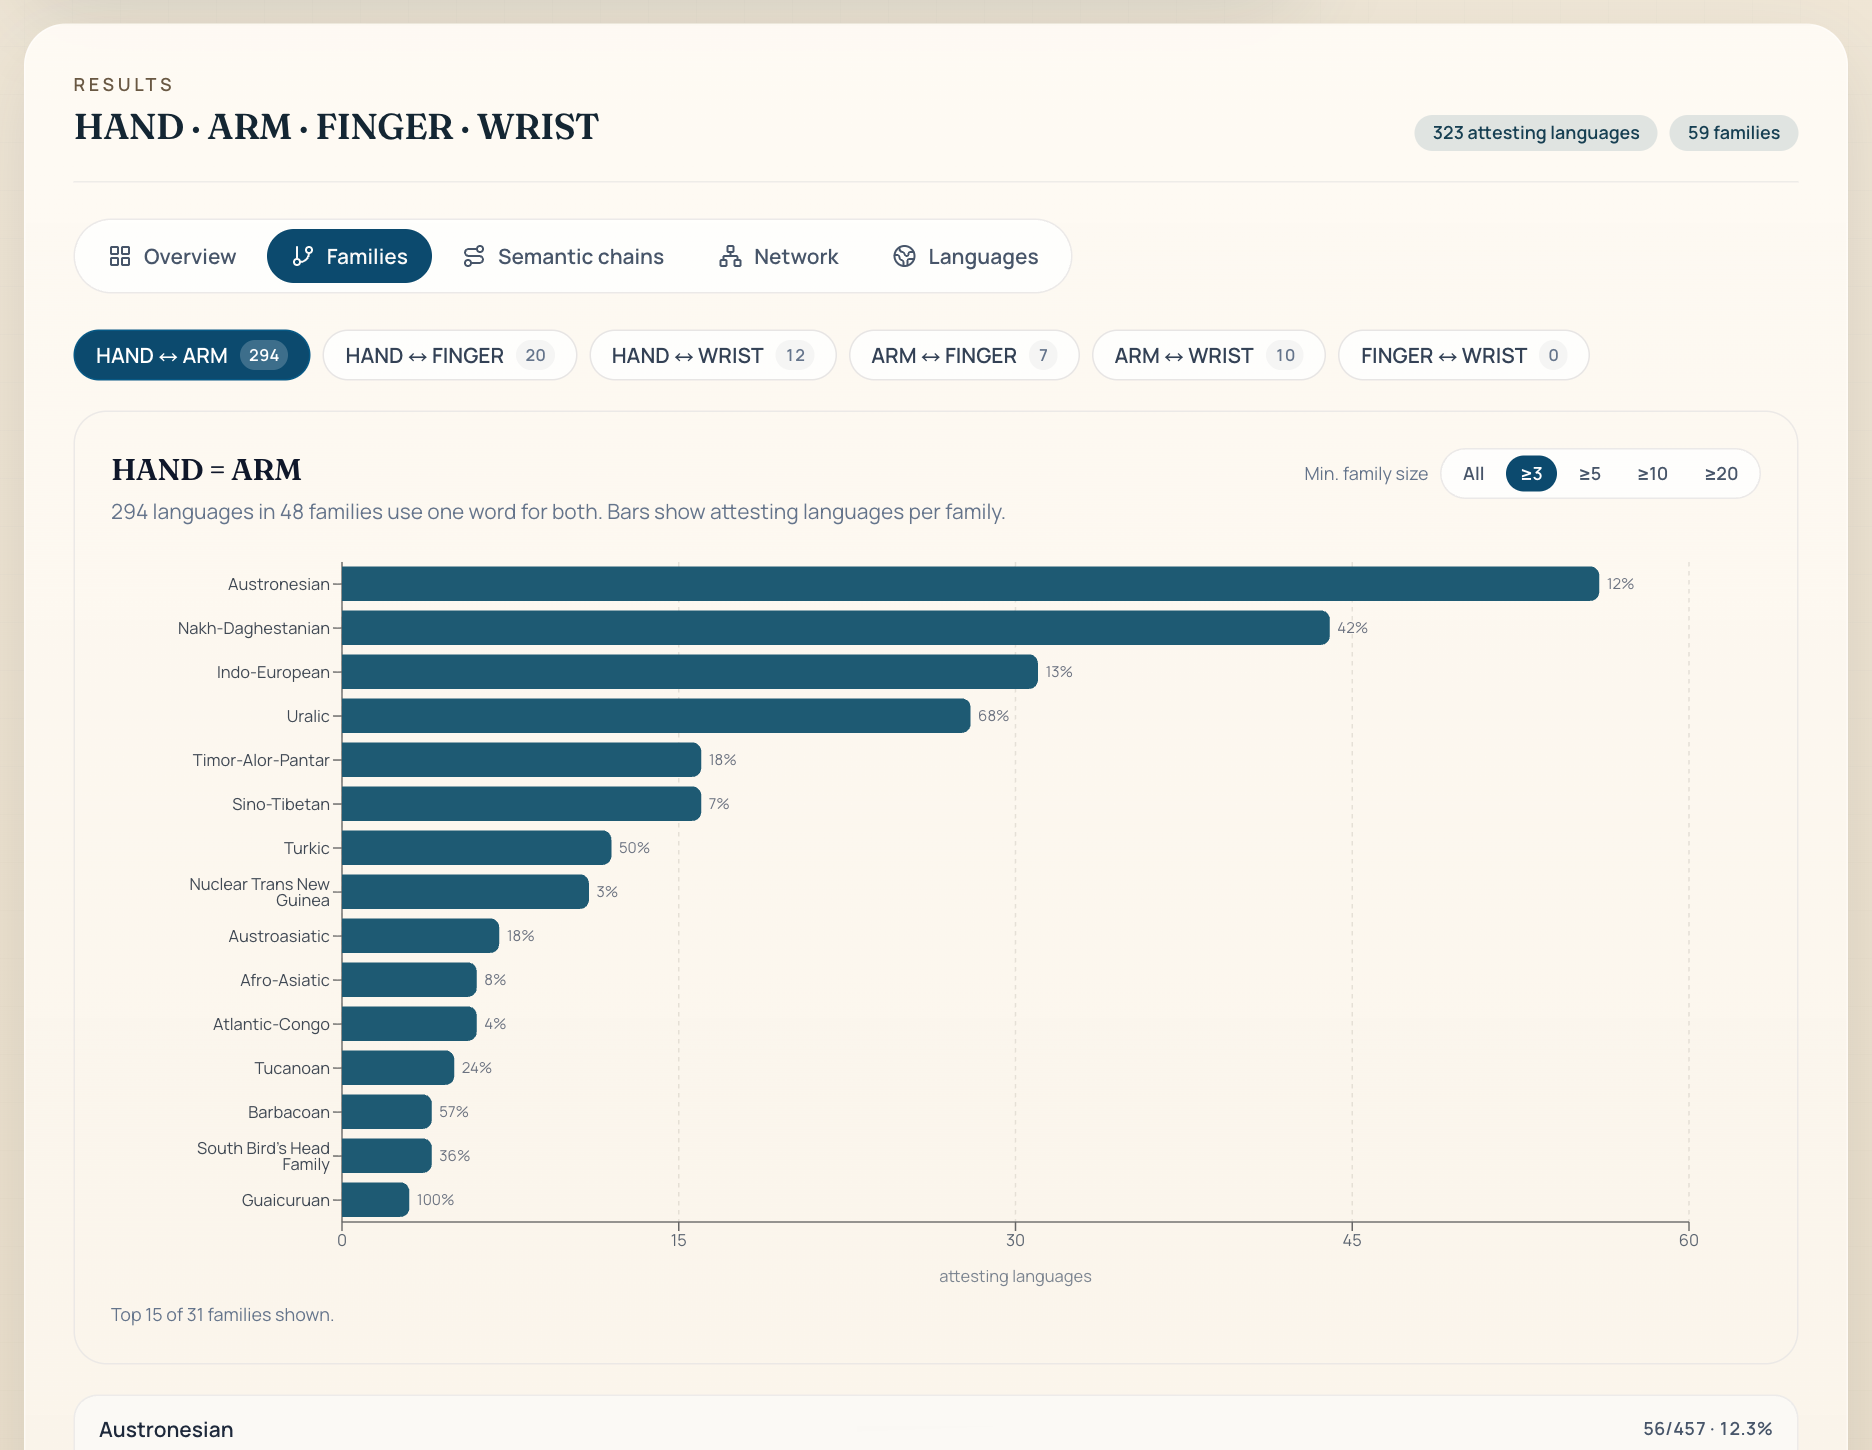 RESULTS
HAND · ARM · FINGER · WRIST
323 attesting languages
59 families
Overview
Families
Semantic chains
Network
Languages
HAND ↔ ARM 294
HAND ↔ FINGER 20
HAND ↔ WRIST 12
ARM ↔ FINGER 7
ARM ↔ WRIST 10
FINGER ↔ WRIST 0
HAND = ARM
Min. family size
All
≥3
≥5
≥10
≥20
294 languages in 48 families use one word for both. Bars show attesting languages per family.
Austronesian 12%
Nakh-Daghestanian 42%
Indo-European 13%
Uralic 68%
Timor-Alor-Pantar 18%
Sino-Tibetan 7%
Turkic 50%
Nuclear Trans New
Guinea 3%
Austroasiatic 18%
Afro-Asiatic 8%
Atlantic-Congo 4%
Tucanoan 24%
Barbacoan 57%
South Bird's Head
Family 36%
Guaicuruan 100%
0 15 30 45 60
attesting languages
Top 15 of 31 families shown.
Austronesian
56/457 · 12.3%